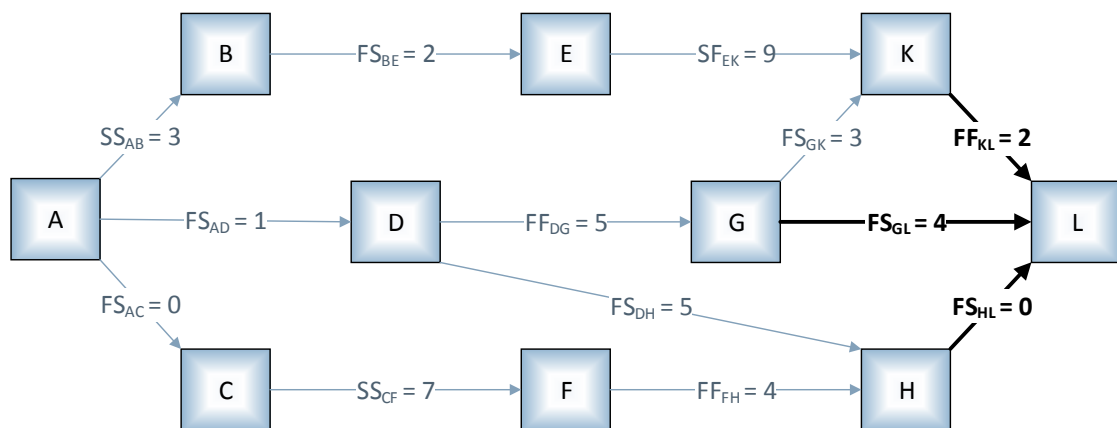 B
FS_BE = 2
E
SF_EK = 9
K
SS_AB = 3
FS_GK = 3
FF_KL = 2
A
FS_AD = 1
D
FF_DG = 5
G
FS_GL = 4
L
FS_AC = 0
FS_DH = 5
FS_HL = 0
C
SS_CF = 7
F
FF_FH = 4
H